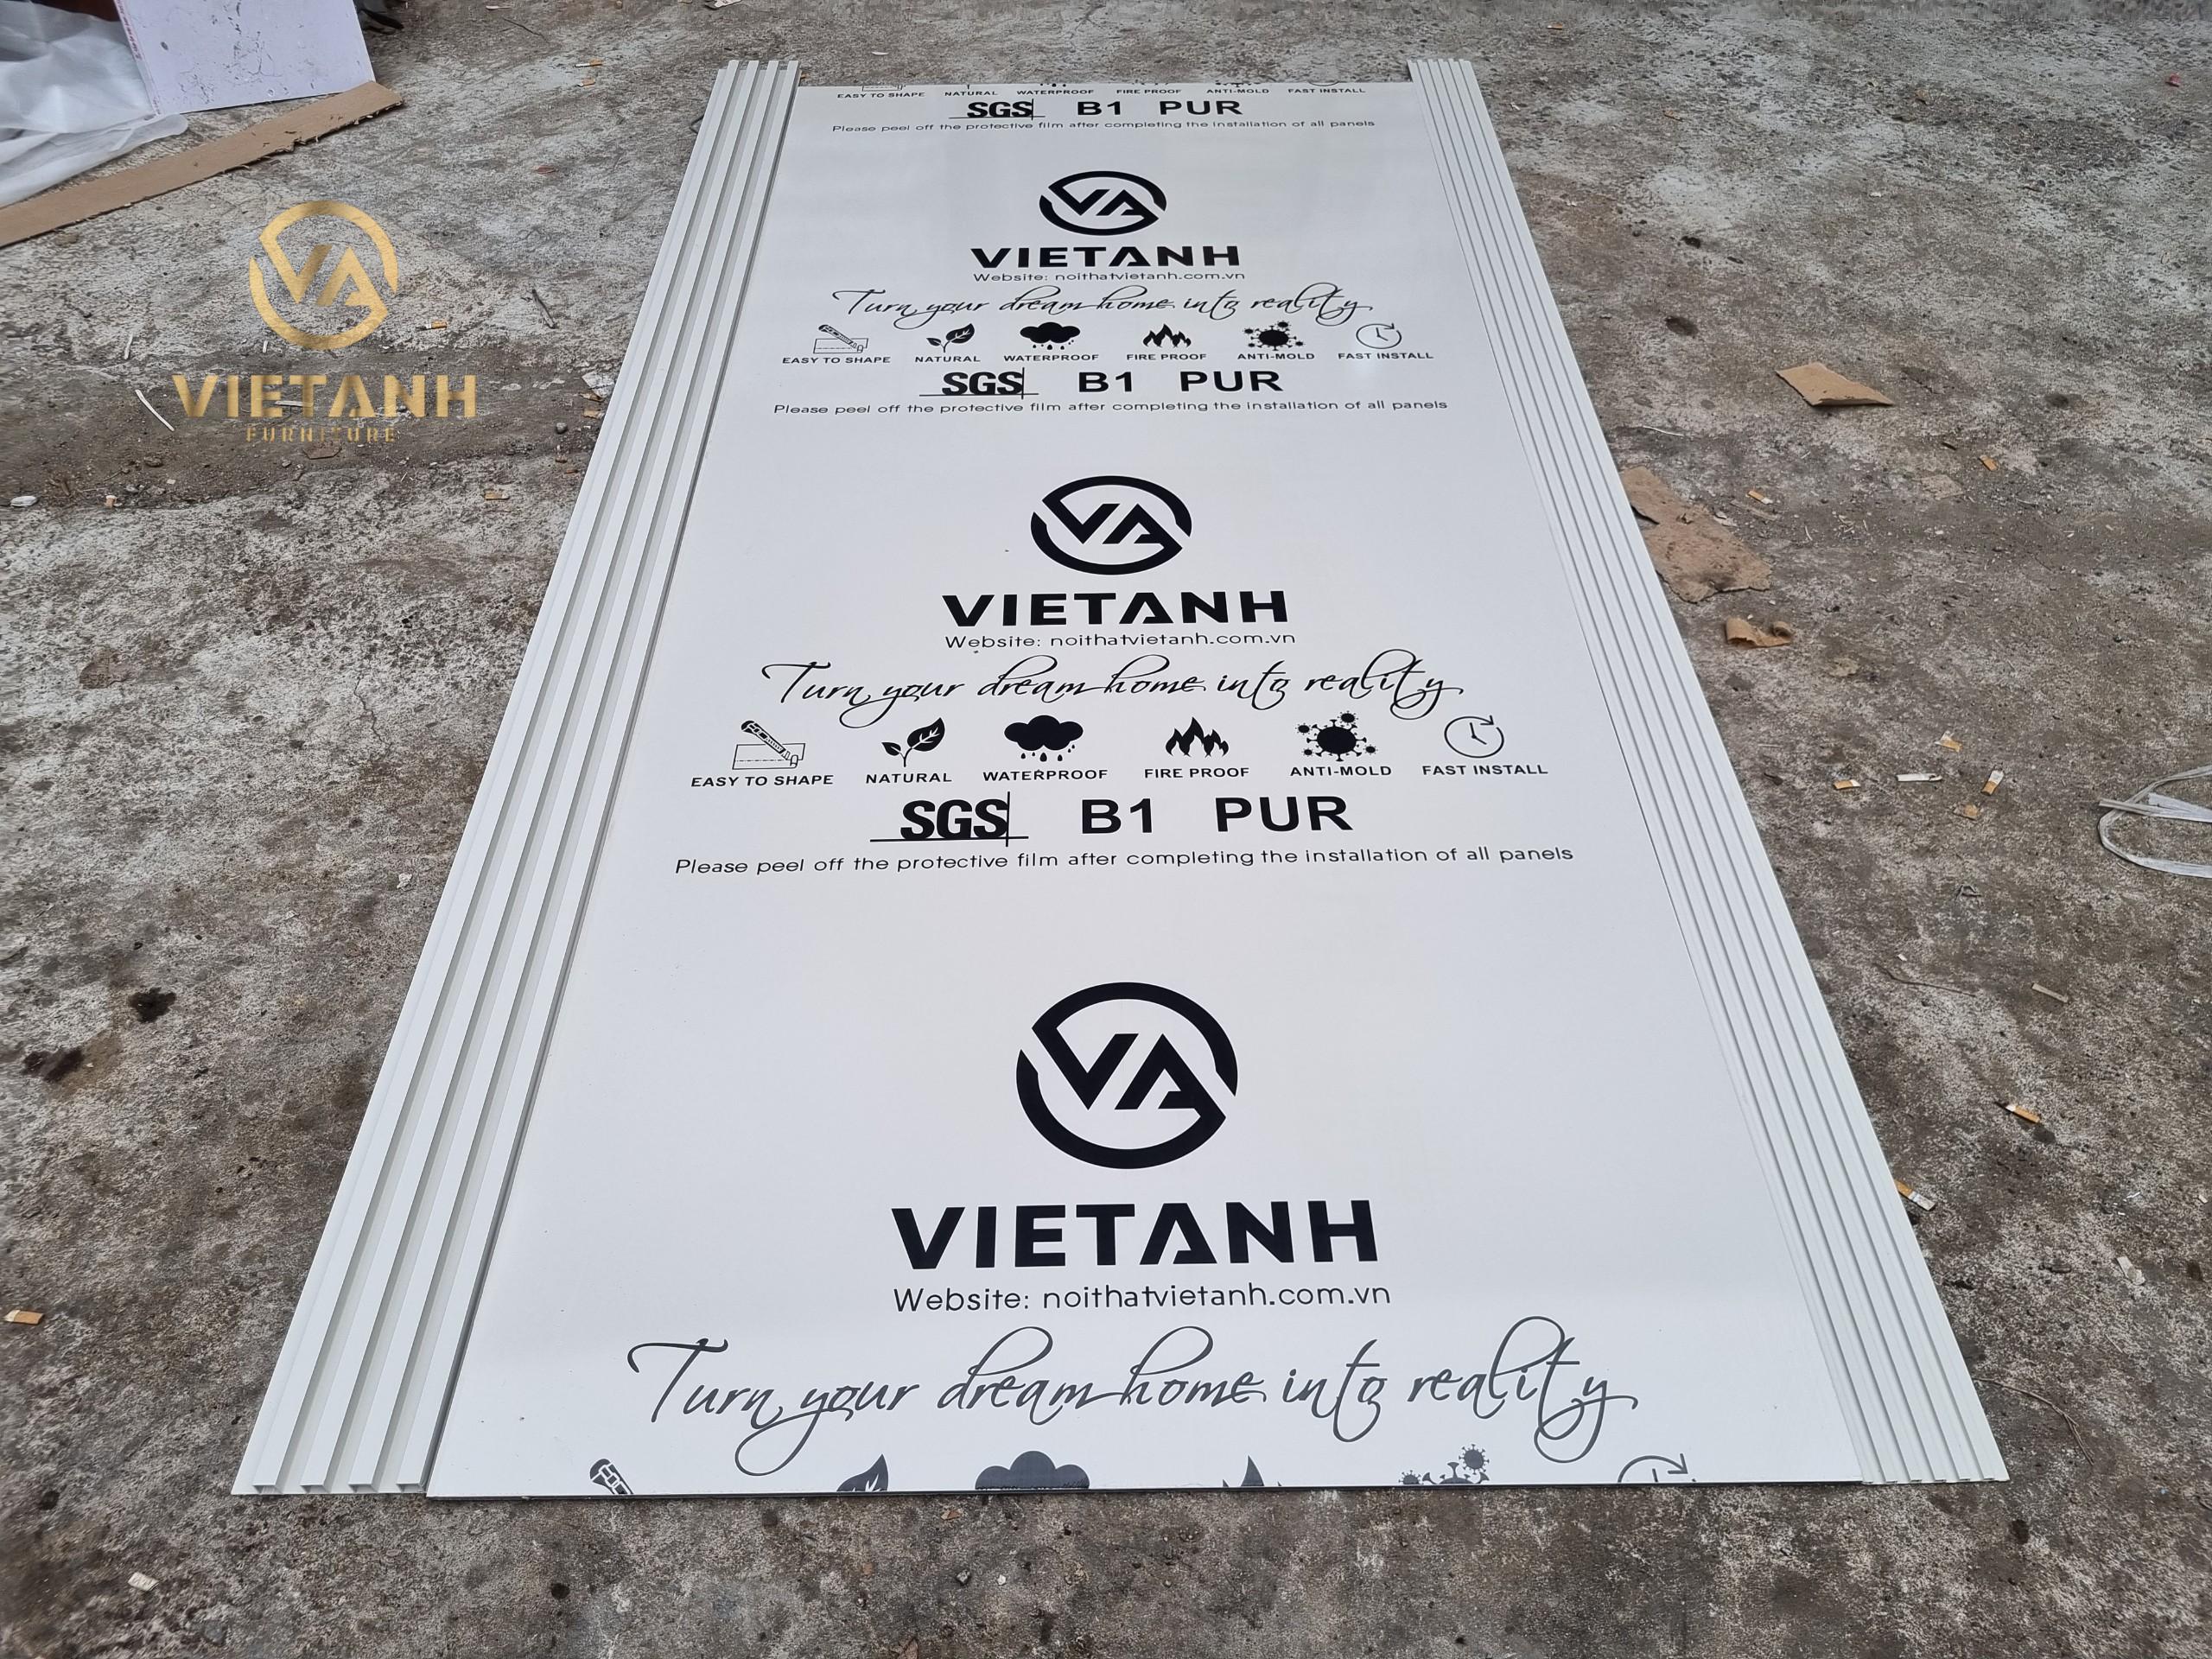 EASY TO SHAPE NATURAL WATERPROOF FIRE PROOF ANTI-MOLD FAST INSTALL
SGS B1 PUR
Please peel off the protective film after completing the installation of all panels
VA
VIETANH
Website: noithatvietanh.com.vn
Turn your dream home into reality
EASY TO SHAPE NATURAL WATERPROOF FIRE PROOF ANTI-MOLD FAST INSTALL
SGS B1 PUR
Please peel off the protective film after completing the installation of all panels
VA
VIETANH
FURNITURE
VA
VIETANH
Website: noithatvietanh.com.vn
Turn your dream home into reality
EASY TO SHAPE NATURAL WATERPROOF FIRE PROOF ANTI-MOLD FAST INSTALL
SGS B1 PUR
Please peel off the protective film after completing the installation of all panels
VA
VIETANH
Website: noithatvietanh.com.vn
Turn your dream home into reality